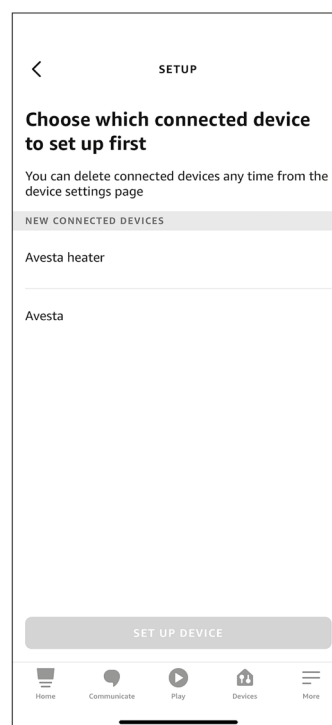 SETUP
Choose which connected device
to set up first
You can delete connected devices any time from the
device settings page
NEW CONNECTED DEVICES
Avesta heater
Avesta
SET UP DEVICE
Home Communicate Play Devices More